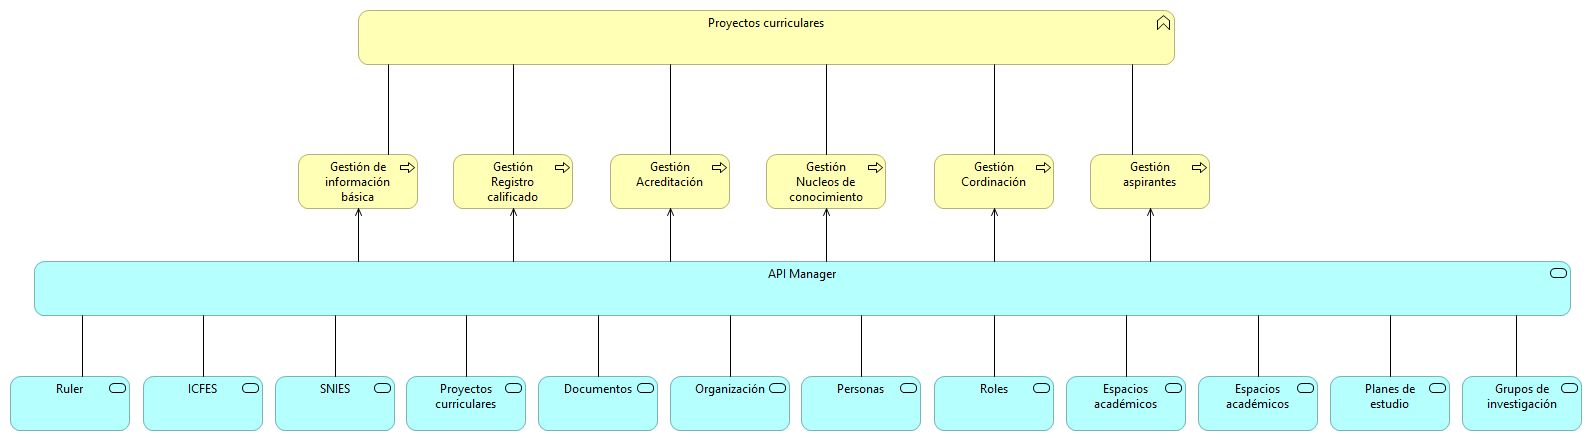 Proyectos curriculares
Gestión de
información
básica
Gestión
Registro
calificado
Gestión
Acreditación
Gestión
Nucleos de
conocimiento
Gestión
Cordinación
Gestión
aspirantes
API Manager
Ruler
ICFES
SNIES
Proyectos
curriculares
Documentos
Organización
Personas
Roles
Espacios
académicos
Espacios
académicos
Planes de
estudio
Grupos de
investigación